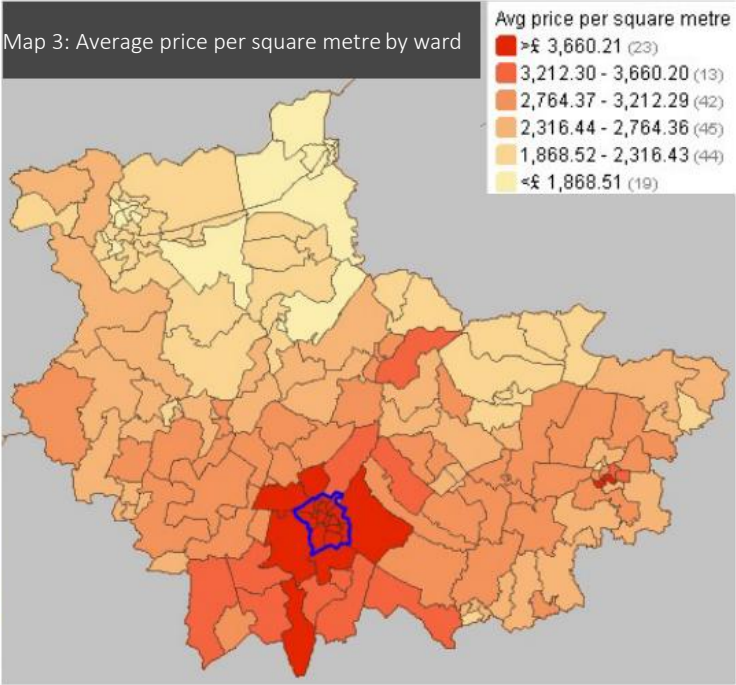 Map 3: Average price per square metre by ward
Avg price per square metre
>£ 3,660.21 (23)
3,212.30 - 3,660.20 (13)
2,764.37 - 3,212.29 (42)
2,316.44 - 2,764.36 (45)
1,868.52 - 2,316.43 (44)
<£ 1,868.51 (19)